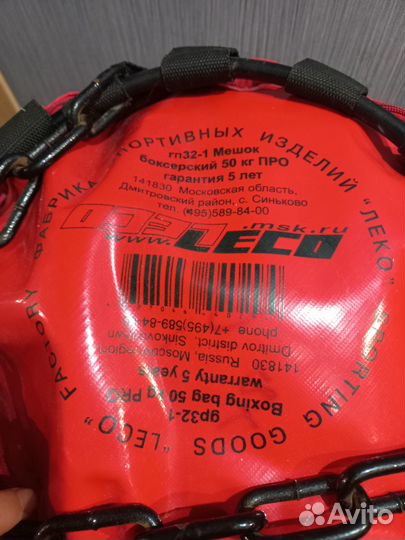 ФАБРИКА СПОРТИВНЫХ ИЗДЕЛИЙ "ЛЕКО"
гп32-1 Мешок
боксерский 50 кг ПРО
гарантия 5 лет
141830 Московская область,
Дмитровский район, с. Синьково
тел. (495)589-84-00
www.leco.msk.ru
LECO
phone +7(495)589-84-
Dmitrov district, Sinkovo
141830 Russia, Moscow region
warranty 5 years
Boxing bag 50 kg PRO
gp32-1
FACTORY SPORTING GOODS "LECO"
Avito